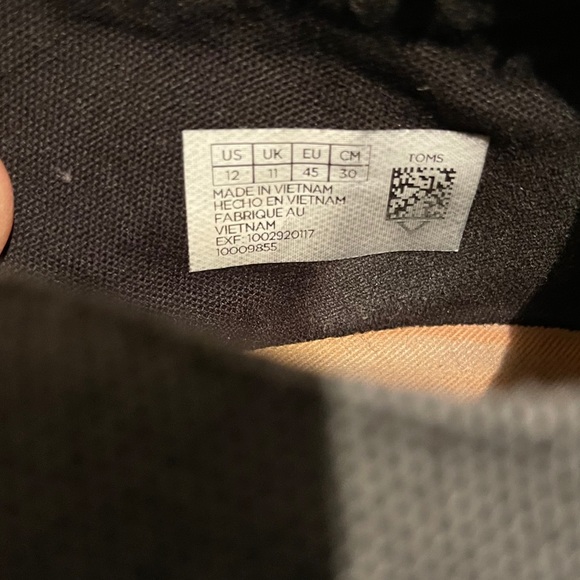 US UK EU CM
12 11 45 30
TOMS
MADE IN VIETNAM
HECHO EN VIETNAM
FABRIQUE AU
VIETNAM
EXF: 1002920117
10009855